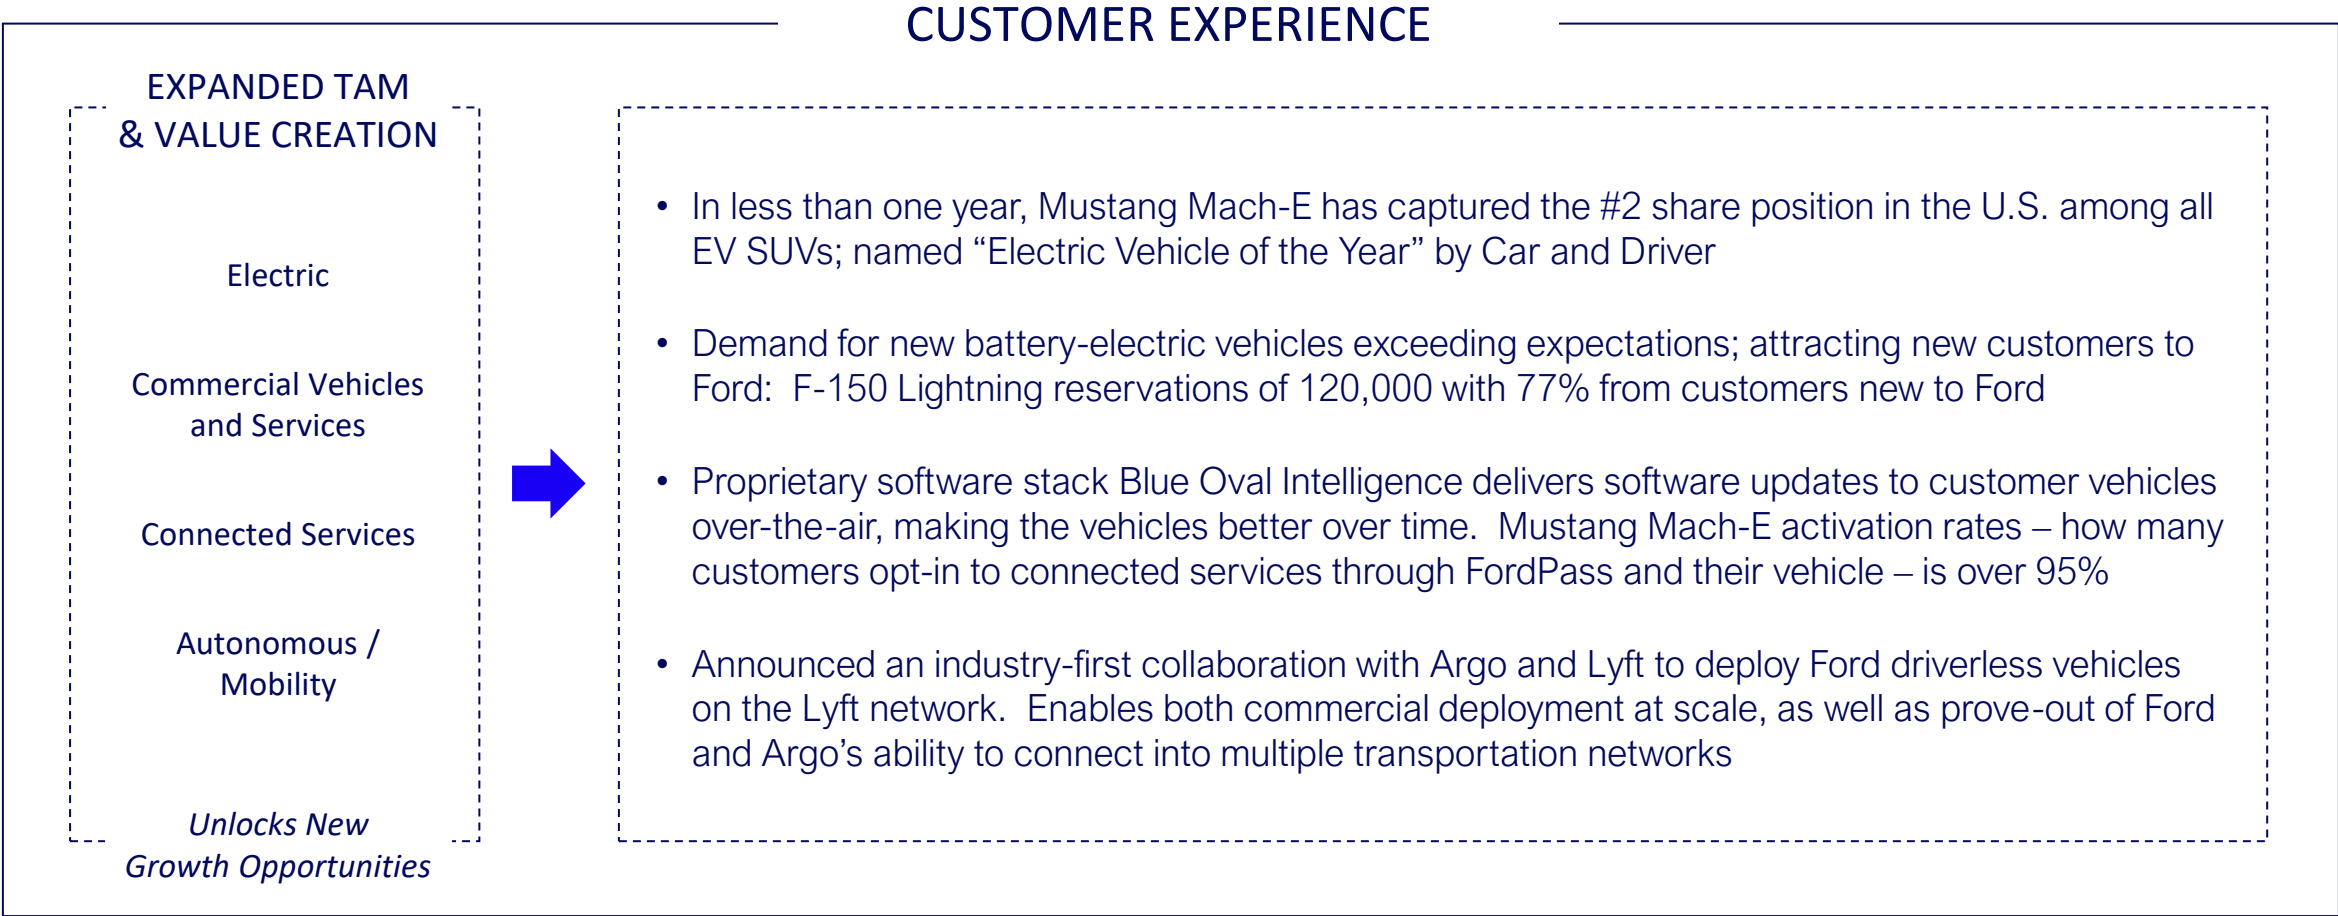 CUSTOMER EXPERIENCE
EXPANDED TAM
& VALUE CREATION
Electric
Commercial Vehicles
and Services
Connected Services
Autonomous /
Mobility
Unlocks New
Growth Opportunities
• In less than one year, Mustang Mach-E has captured the #2 share position in the U.S. among all
EV SUVs; named “Electric Vehicle of the Year” by Car and Driver
• Demand for new battery-electric vehicles exceeding expectations; attracting new customers to
Ford:  F-150 Lightning reservations of 120,000 with 77% from customers new to Ford
• Proprietary software stack Blue Oval Intelligence delivers software updates to customer vehicles
over-the-air, making the vehicles better over time.  Mustang Mach-E activation rates – how many
customers opt-in to connected services through FordPass and their vehicle – is over 95%
• Announced an industry-first collaboration with Argo and Lyft to deploy Ford driverless vehicles
on the Lyft network.  Enables both commercial deployment at scale, as well as prove-out of Ford
and Argo’s ability to connect into multiple transportation networks